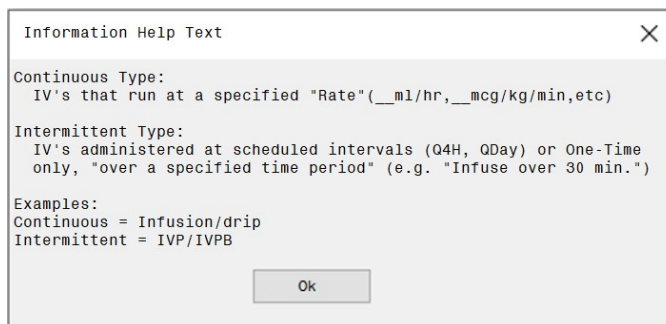 Information Help Text
Continuous Type:
IV's that run at a specified "Rate"(__ml/hr,__mcg/kg/min,etc)
Intermittent Type:
IV's administered at scheduled intervals (Q4H, QDay) or One-Time
only, "over a specified time period" (e.g. "Infuse over 30 min.")
Examples:
Continuous = Infusion/drip
Intermittent = IVP/IVPB
Ok